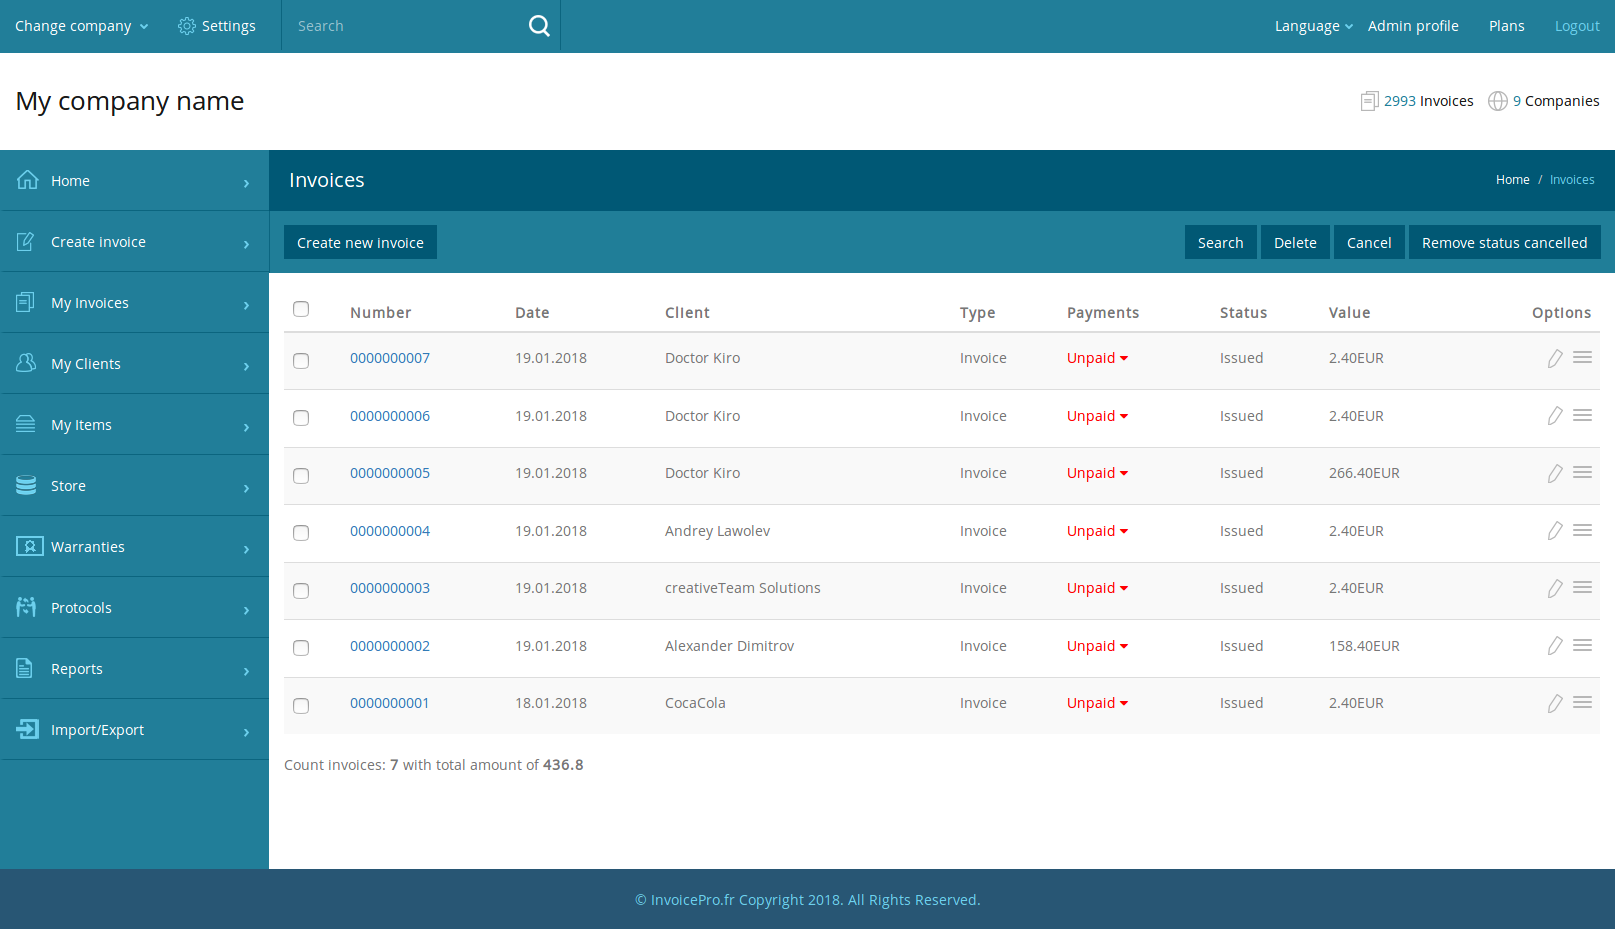 Change company Settings Search Language Admin profile Plans Logout
My company name 2993 Invoices 9 Companies
Home
Create invoice
My Invoices
My Clients
My Items
Store
Warranties
Protocols
Reports
Import/Export
Invoices Home / Invoices
Create new invoice Search Delete Cancel Remove status cancelled
Number Date Client Type Payments Status Value Options
0000000007 19.01.2018 Doctor Kiro Invoice Unpaid Issued 2.40EUR
0000000006 19.01.2018 Doctor Kiro Invoice Unpaid Issued 2.40EUR
0000000005 19.01.2018 Doctor Kiro Invoice Unpaid Issued 266.40EUR
0000000004 19.01.2018 Andrey Lawolev Invoice Unpaid Issued 2.40EUR
0000000003 19.01.2018 creativeTeam Solutions Invoice Unpaid Issued 2.40EUR
0000000002 19.01.2018 Alexander Dimitrov Invoice Unpaid Issued 158.40EUR
0000000001 18.01.2018 CocaCola Invoice Unpaid Issued 2.40EUR
Count invoices: 7 with total amount of 436.8
© InvoicePro.fr Copyright 2018. All Rights Reserved.